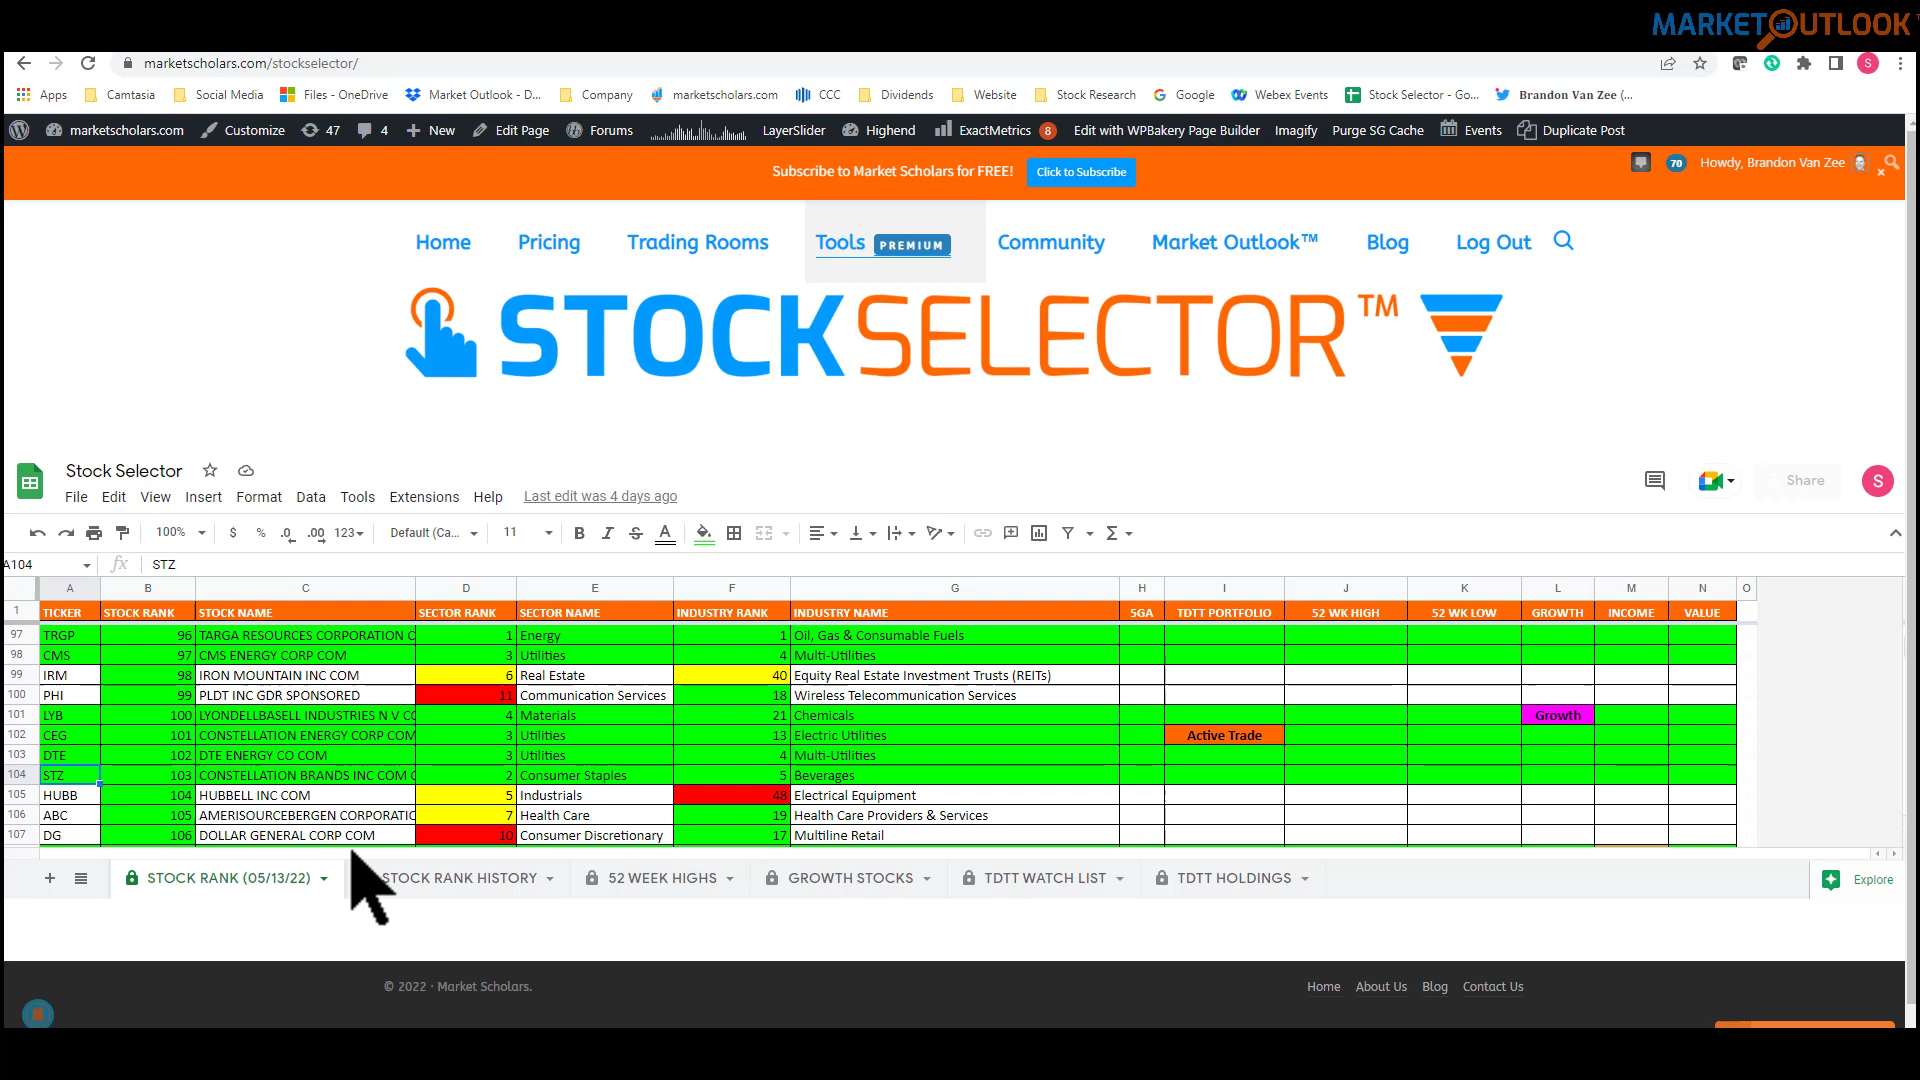 MARKETOUTLOOK
marketscholars.com/stockselector/
S
Apps Camtasia Social Media Files - OneDrive Market Outlook - D... Company marketscholars.com CCC Dividends Website Stock Research Google Webex Events Stock Selector - Go... Brandon Van Zee (...
marketscholars.com Customize 47 4 New Edit Page Forums LayerSlider Highend ExactMetrics 8 Edit with WPBakery Page Builder Imagify Purge SG Cache Events Duplicate Post
Subscribe to Market Scholars for FREE! Click to Subscribe 70 Howdy, Brandon Van Zee
Home Pricing Trading Rooms Tools PREMIUM Community Market Outlook™ Blog Log Out
STOCKSELECTOR™
Stock Selector
Share S
File Edit View Insert Format Data Tools Extensions Help Last edit was 4 days ago
100% $ % .0 .00 123 Default (Ca... 11 B I S A
A104 fx STZ
A B C D E F G H I J K L M N O
1 TICKER STOCK RANK STOCK NAME SECTOR RANK SECTOR NAME INDUSTRY RANK INDUSTRY NAME 5GA TDTT PORTFOLIO 52 WK HIGH 52 WK LOW GROWTH INCOME VALUE
97 TRGP 96 TARGA RESOURCES CORPORATION C 1 Energy 1 Oil, Gas & Consumable Fuels
98 CMS 97 CMS ENERGY CORP COM 3 Utilities 4 Multi-Utilities
99 IRM 98 IRON MOUNTAIN INC COM 6 Real Estate 40 Equity Real Estate Investment Trusts (REITs)
100 PHI 99 PLDT INC GDR SPONSORED 11 Communication Services 18 Wireless Telecommunication Services
101 LYB 100 LYONDELLBASELL INDUSTRIES N V CO 4 Materials 21 Chemicals Growth
102 CEG 101 CONSTELLATION ENERGY CORP COM 3 Utilities 13 Electric Utilities Active Trade
103 DTE 102 DTE ENERGY CO COM 3 Utilities 4 Multi-Utilities
104 STZ 103 CONSTELLATION BRANDS INC COM C 2 Consumer Staples 5 Beverages
105 HUBB 104 HUBBELL INC COM 5 Industrials 48 Electrical Equipment
106 ABC 105 AMERISOURCEBERGEN CORPORATIO 7 Health Care 19 Health Care Providers & Services
107 DG 106 DOLLAR GENERAL CORP COM 10 Consumer Discretionary 17 Multiline Retail
STOCK RANK (05/13/22) STOCK RANK HISTORY 52 WEEK HIGHS GROWTH STOCKS TDTT WATCH LIST TDTT HOLDINGS Explore
© 2022 · Market Scholars. Home About Us Blog Contact Us